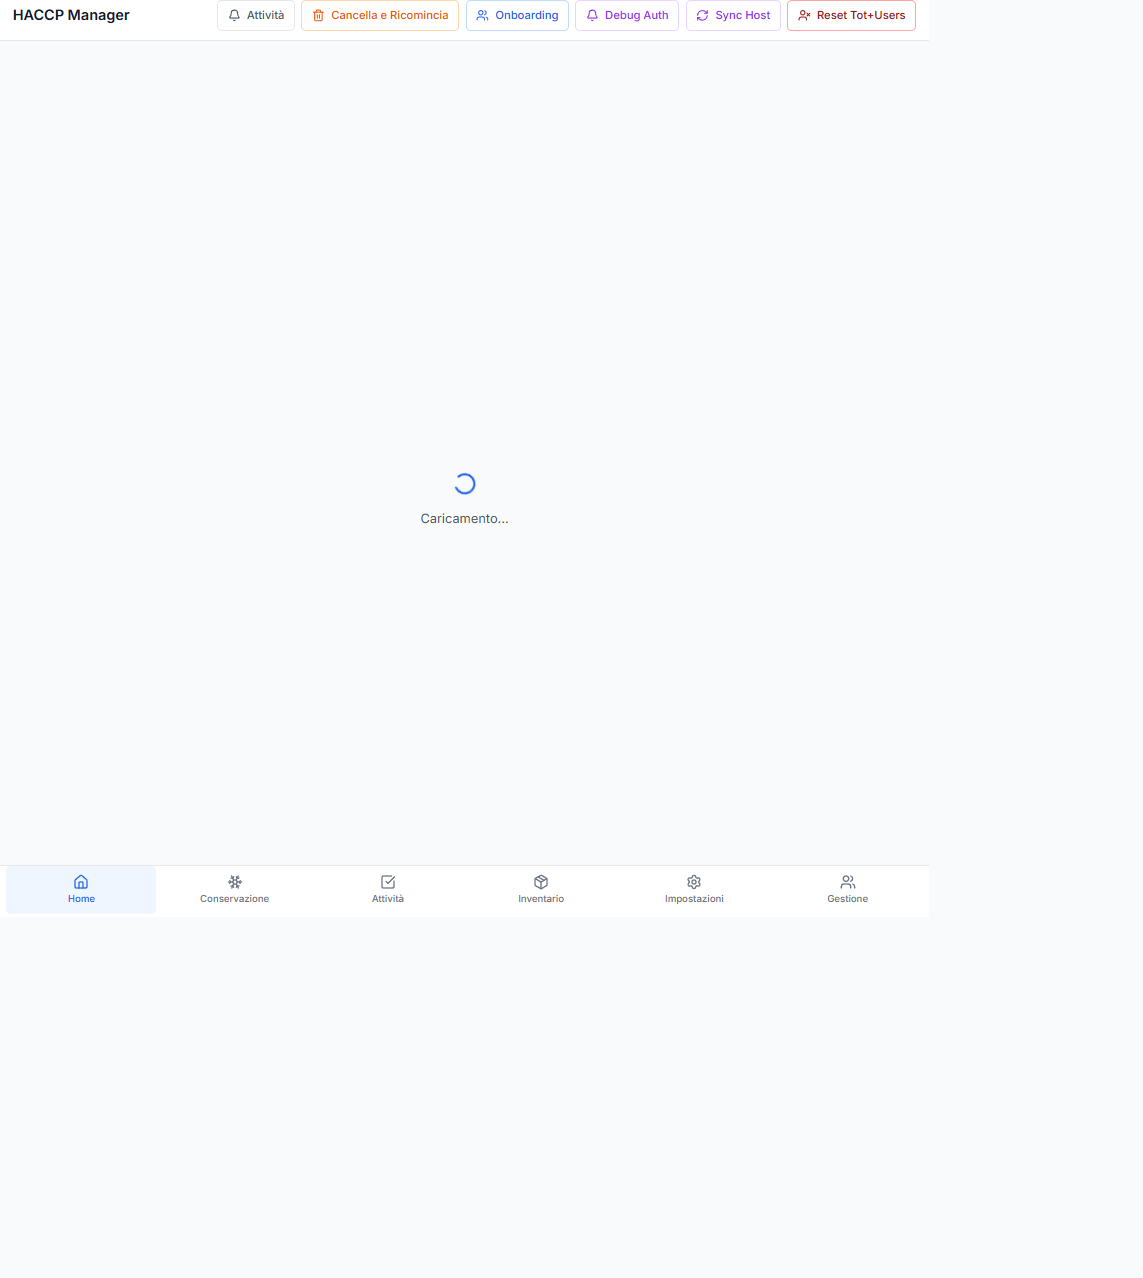 HACCP Manager
Attività
Cancella e Ricomincia
Onboarding
Debug Auth
Sync Host
Reset Tot+Users
Caricamento...
Home
Conservazione
Attività
Inventario
Impostazioni
Gestione